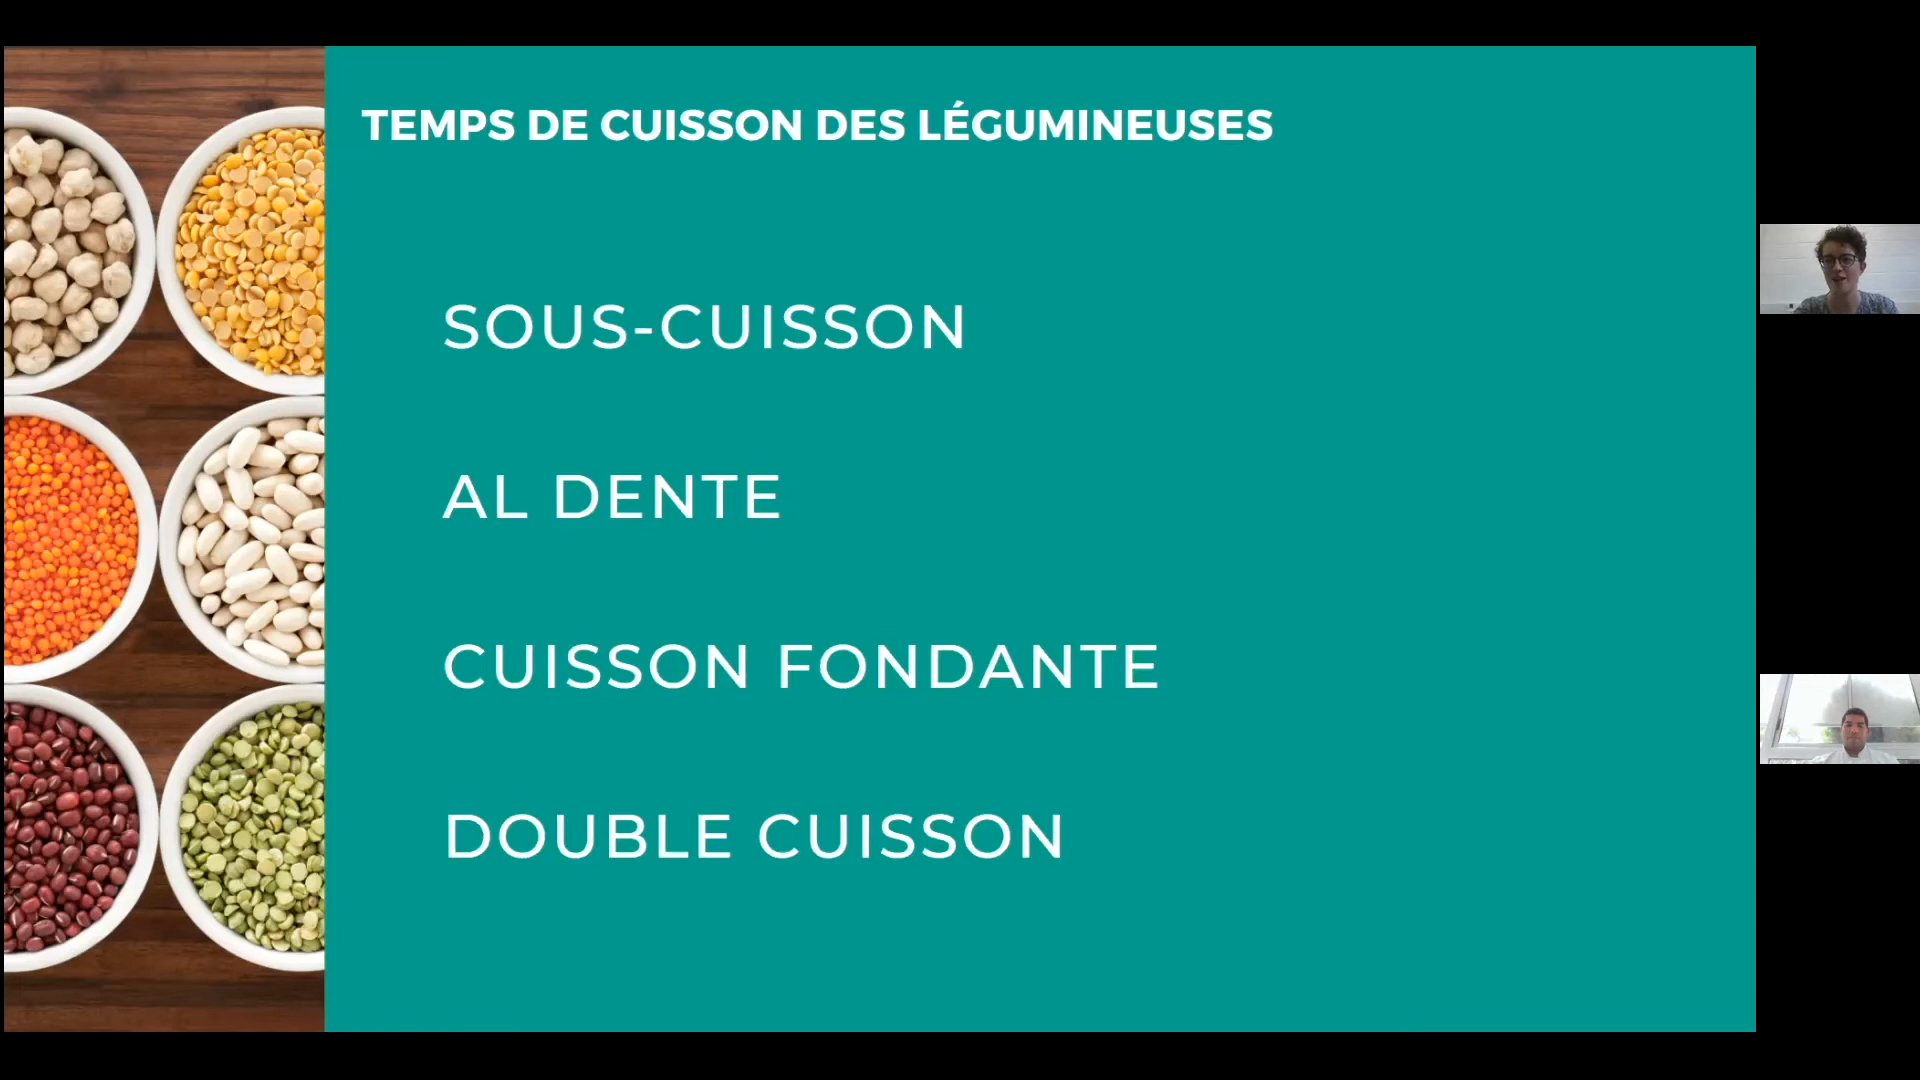 TEMPS DE CUISSON DES LÉGUMINEUSES
SOUS-CUISSON
AL DENTE
CUISSON FONDANTE
DOUBLE CUISSON